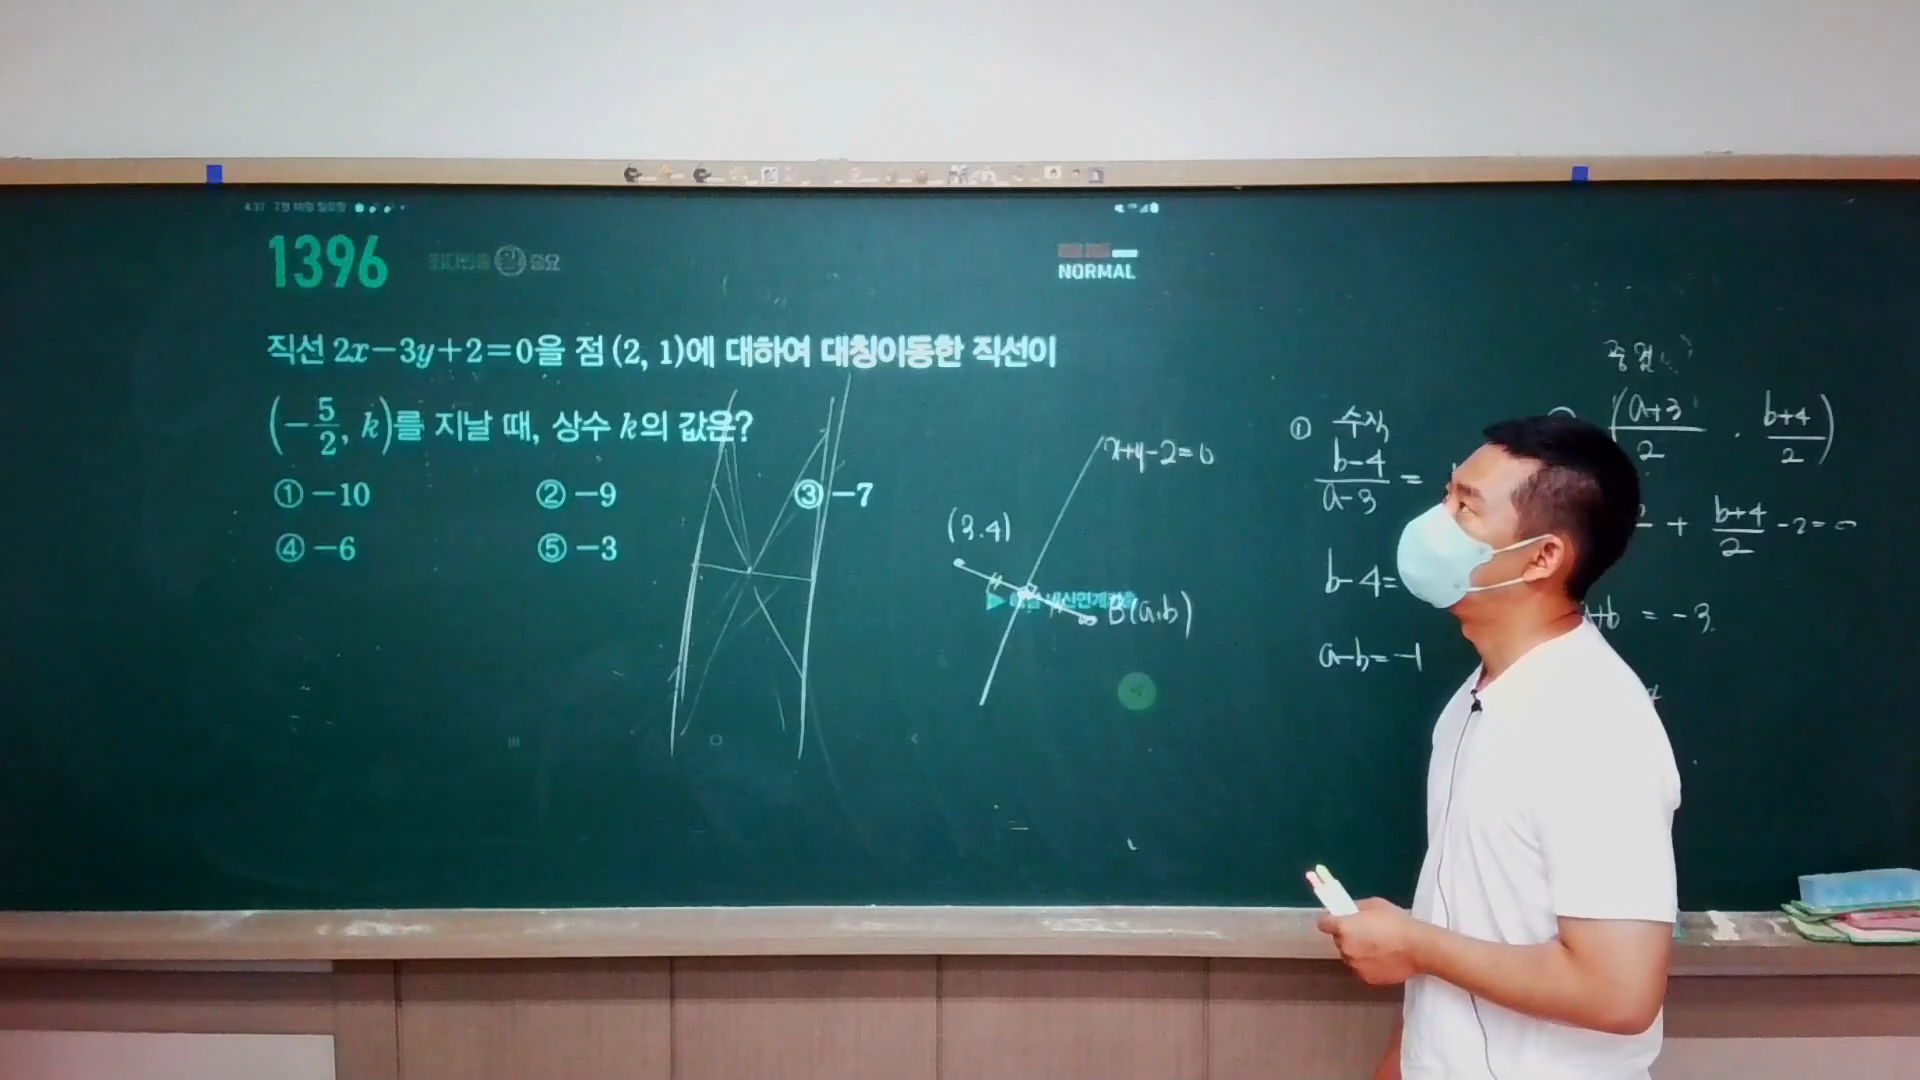 1396
NORMAL
직선 2x-3y+2=0을 점 (2, 1)에 대하여 대칭이동한 직선이
(-5/2, k)를 지날 때, 상수 k의 값은?
① -10 ② -9 ③ -7
④ -6 ⑤ -3
x+y-2=0
(3.4)
B(a.b)
① 수직
b-4/a-3 =
b-4=
a-b=-1
중점
(a+3/2 . b+4/2)
+ b+4/2 -2=0
+b = -3